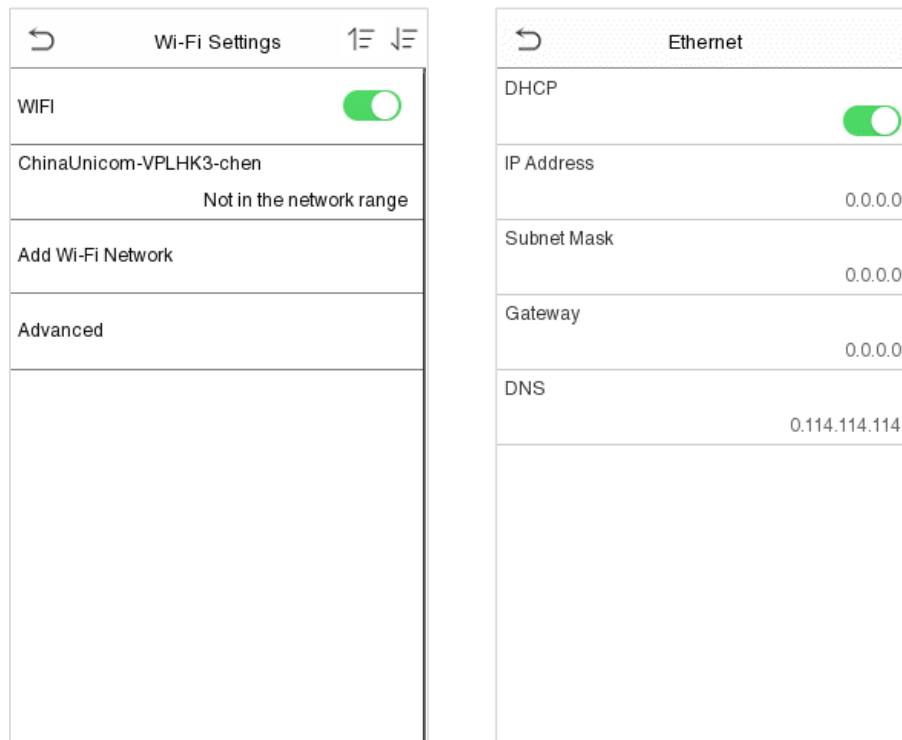 Wi-Fi Settings
WIFI
ChinaUnicom-VPLHK3-chen
Not in the network range
Add Wi-Fi Network
Advanced
Ethernet
DHCP
IP Address
0.0.0.0
Subnet Mask
0.0.0.0
Gateway
0.0.0.0
DNS
0.114.114.114